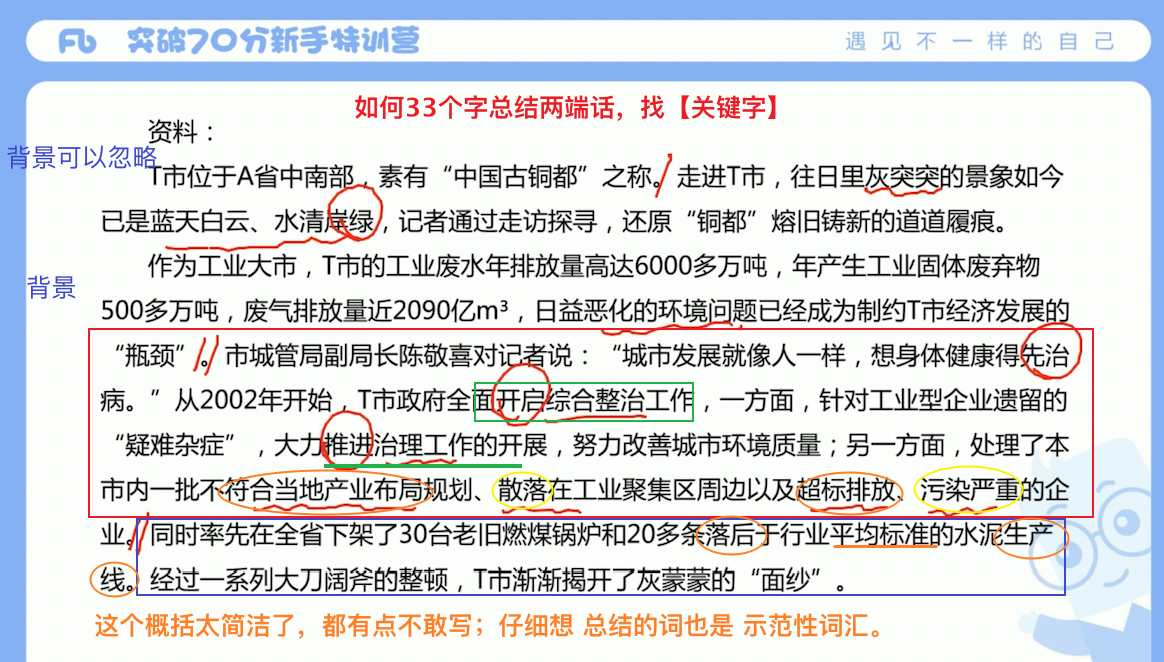 Fb 突破70分新手特训营
遇见不一样的自己
如何33个字总结两端话，找【关键字】
资料：
背景可以忽略
T市位于A省中南部，素有“中国古铜都”之称。走进T市，往日里灰突突的景象如今
已是蓝天白云、水清岸绿，记者通过走访探寻，还原“铜都”熔旧铸新的道道履痕。
作为工业大市，T市的工业废水年排放量高达6000多万吨，年产生工业固体废弃物
背景
500多万吨，废气排放量近2090亿m³，日益恶化的环境问题已经成为制约T市经济发展的
“瓶颈”。市城管局副局长陈敬喜对记者说：“城市发展就像人一样，想身体健康得先治
病。”从2002年开始，T市政府全面开启综合整治工作，一方面，针对工业型企业遗留的
“疑难杂症”，大力推进治理工作的开展，努力改善城市环境质量；另一方面，处理了本
市内一批不符合当地产业布局规划、散落在工业聚集区周边以及超标排放、污染严重的企
业。同时率先在全省下架了30台老旧燃煤锅炉和20多条落后于行业平均标准的水泥生产
线。经过一系列大刀阔斧的整顿，T市渐渐揭开了灰蒙蒙的“面纱”。
这个概括太简洁了，都有点不敢写；仔细想 总结的词也是 示范性词汇。